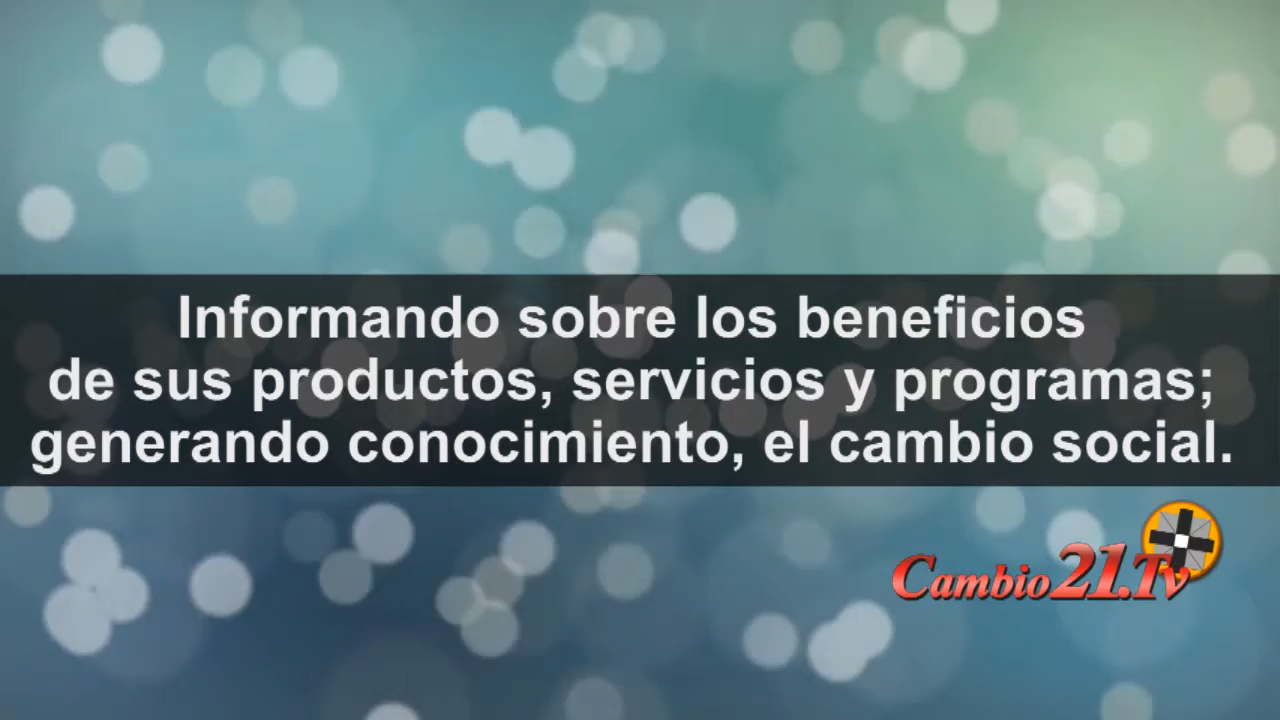 Informando sobre los beneficios
de sus productos, servicios y programas;
generando conocimiento, el cambio social.
Cambio21.Tv